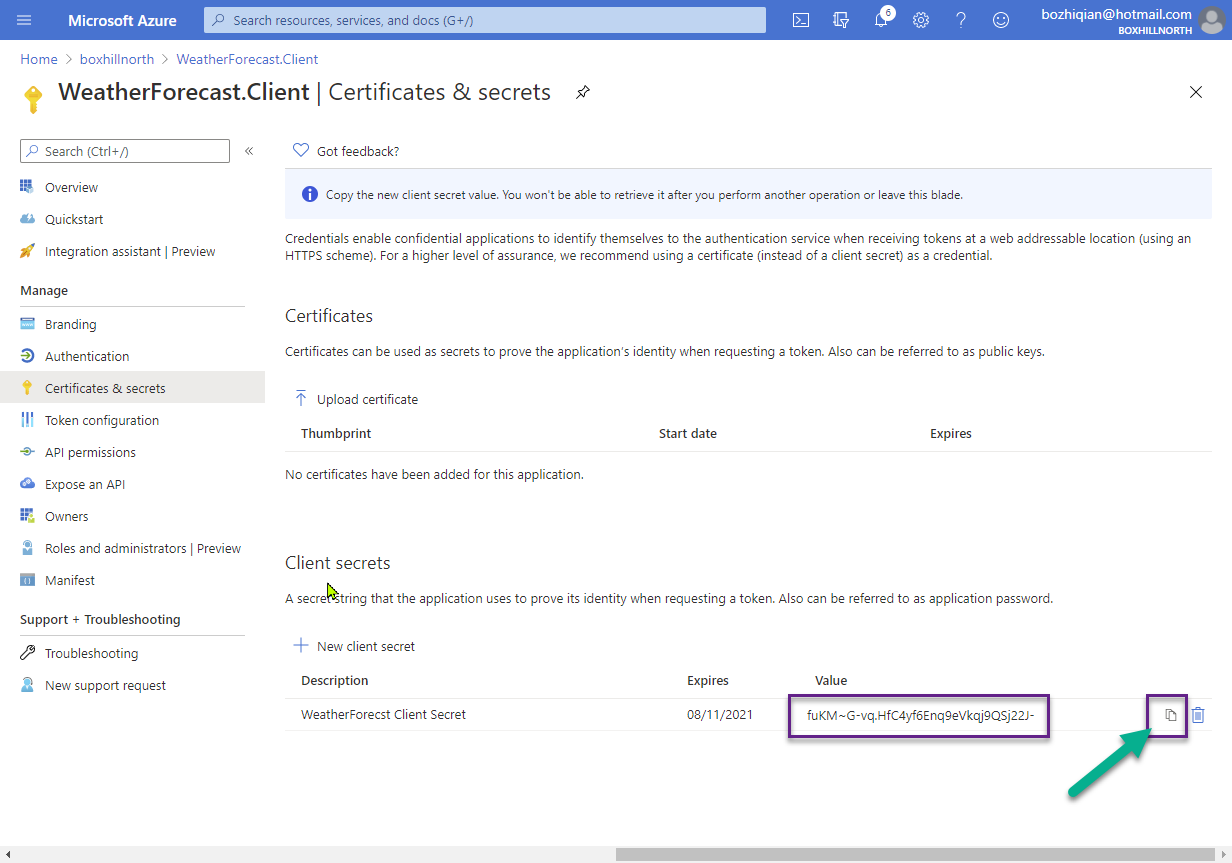 Microsoft Azure
Search resources, services, and docs (G+/)
6
bozhiqian@hotmail.com
BOXHILLNORTH
Home > boxhillnorth > WeatherForecast.Client
WeatherForecast.Client | Certificates & secrets
Search (Ctrl+/)
«
Overview
Quickstart
Integration assistant | Preview
Manage
Branding
Authentication
Certificates & secrets
Token configuration
API permissions
Expose an API
Owners
Roles and administrators | Preview
Manifest
Support + Troubleshooting
Troubleshooting
New support request
Got feedback?
Copy the new client secret value. You won't be able to retrieve it after you perform another operation or leave this blade.
Credentials enable confidential applications to identify themselves to the authentication service when receiving tokens at a web addressable location (using an
HTTPS scheme). For a higher level of assurance, we recommend using a certificate (instead of a client secret) as a credential.
Certificates
Certificates can be used as secrets to prove the application's identity when requesting a token. Also can be referred to as public keys.
Upload certificate
Thumbprint Start date Expires
No certificates have been added for this application.
Client secrets
A secret string that the application uses to prove its identity when requesting a token. Also can be referred to as application password.
New client secret
Description Expires Value
WeatherForecst Client Secret 08/11/2021 fuKM~G-vq.HfC4yf6Enq9eVkqj9QSj22J-